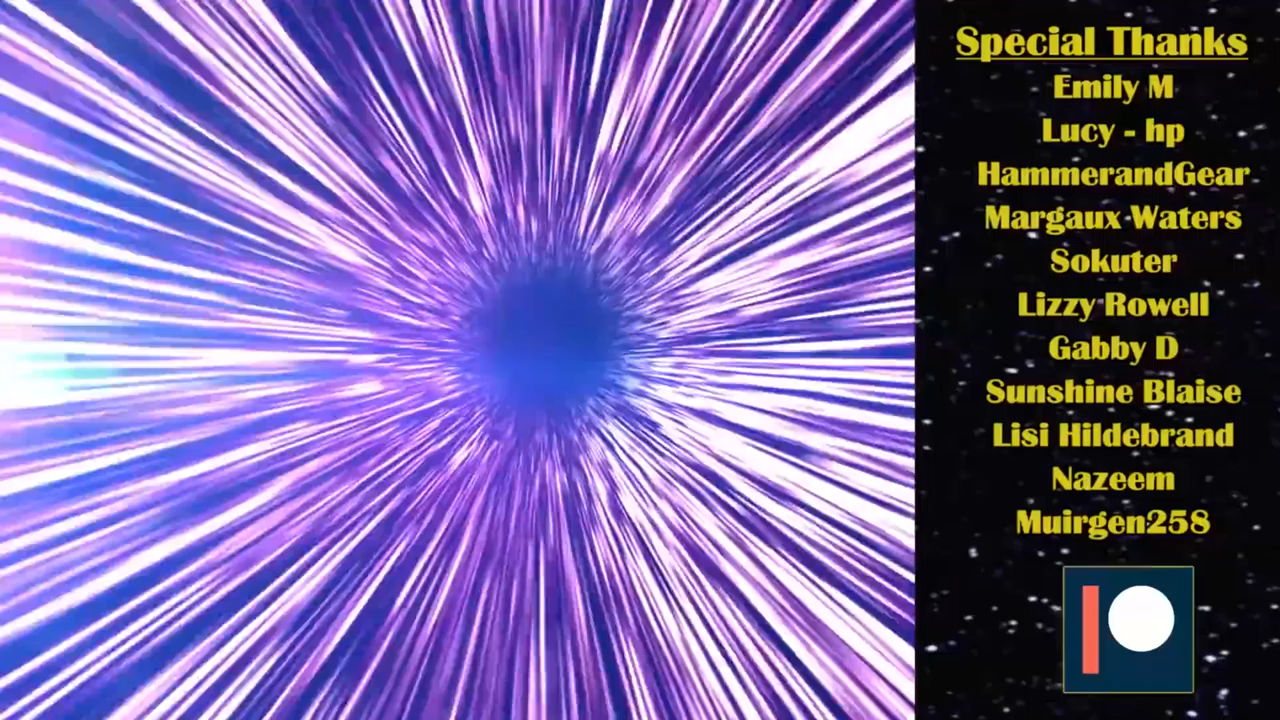 Special Thanks
Emily M
Lucy - hp
HammerandGear
Margaux Waters
Sokuter
Lizzy Rowell
Gabby D
Sunshine Blaise
Lisi Hildebrand
Nazeem
Muirgen258